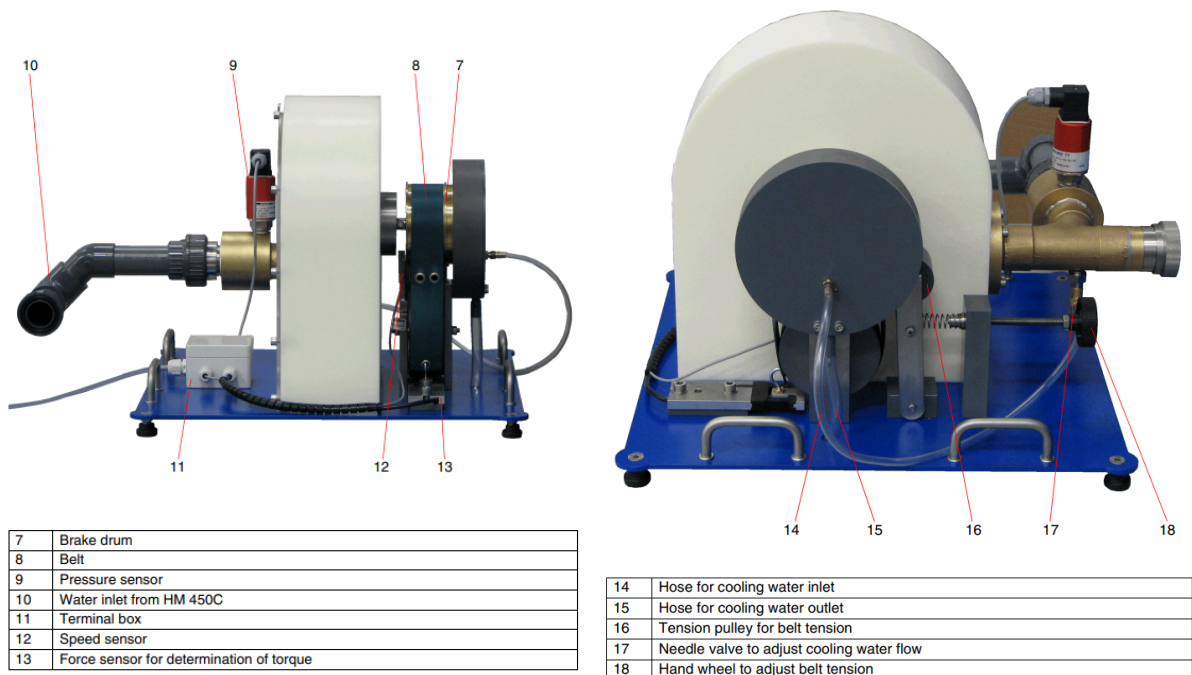 10
9
8
7
11
12
13
7 Brake drum
8 Belt
9 Pressure sensor
10 Water inlet from HM 450C
11 Terminal box
12 Speed sensor
13 Force sensor for determination of torque
14
15
16
17
18
14 Hose for cooling water inlet
15 Hose for cooling water outlet
16 Tension pulley for belt tension
17 Needle valve to adjust cooling water flow
18 Hand wheel to adjust belt tension